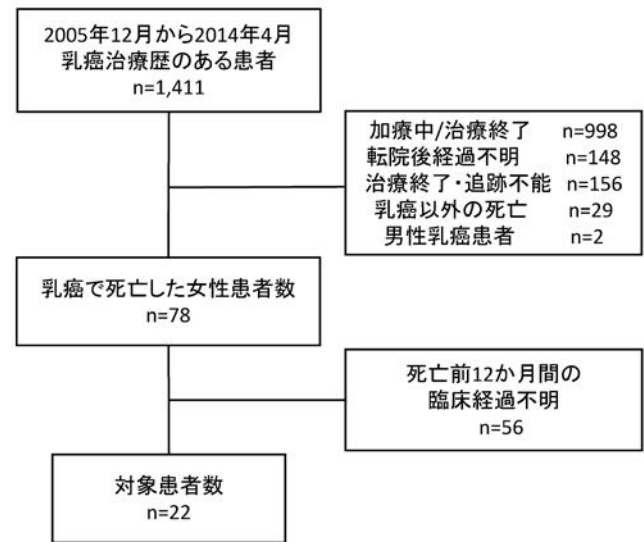 2005年12月から2014年4月
乳癌治療歴のある患者
n=1,411
加療中/治療終了 n=998
転院後経過不明 n=148
治療終了・追跡不能 n=156
乳癌以外の死亡 n=29
男性乳癌患者 n=2
乳癌で死亡した女性患者数
n=78
死亡前12か月間の
臨床経過不明
n=56
対象患者数
n=22